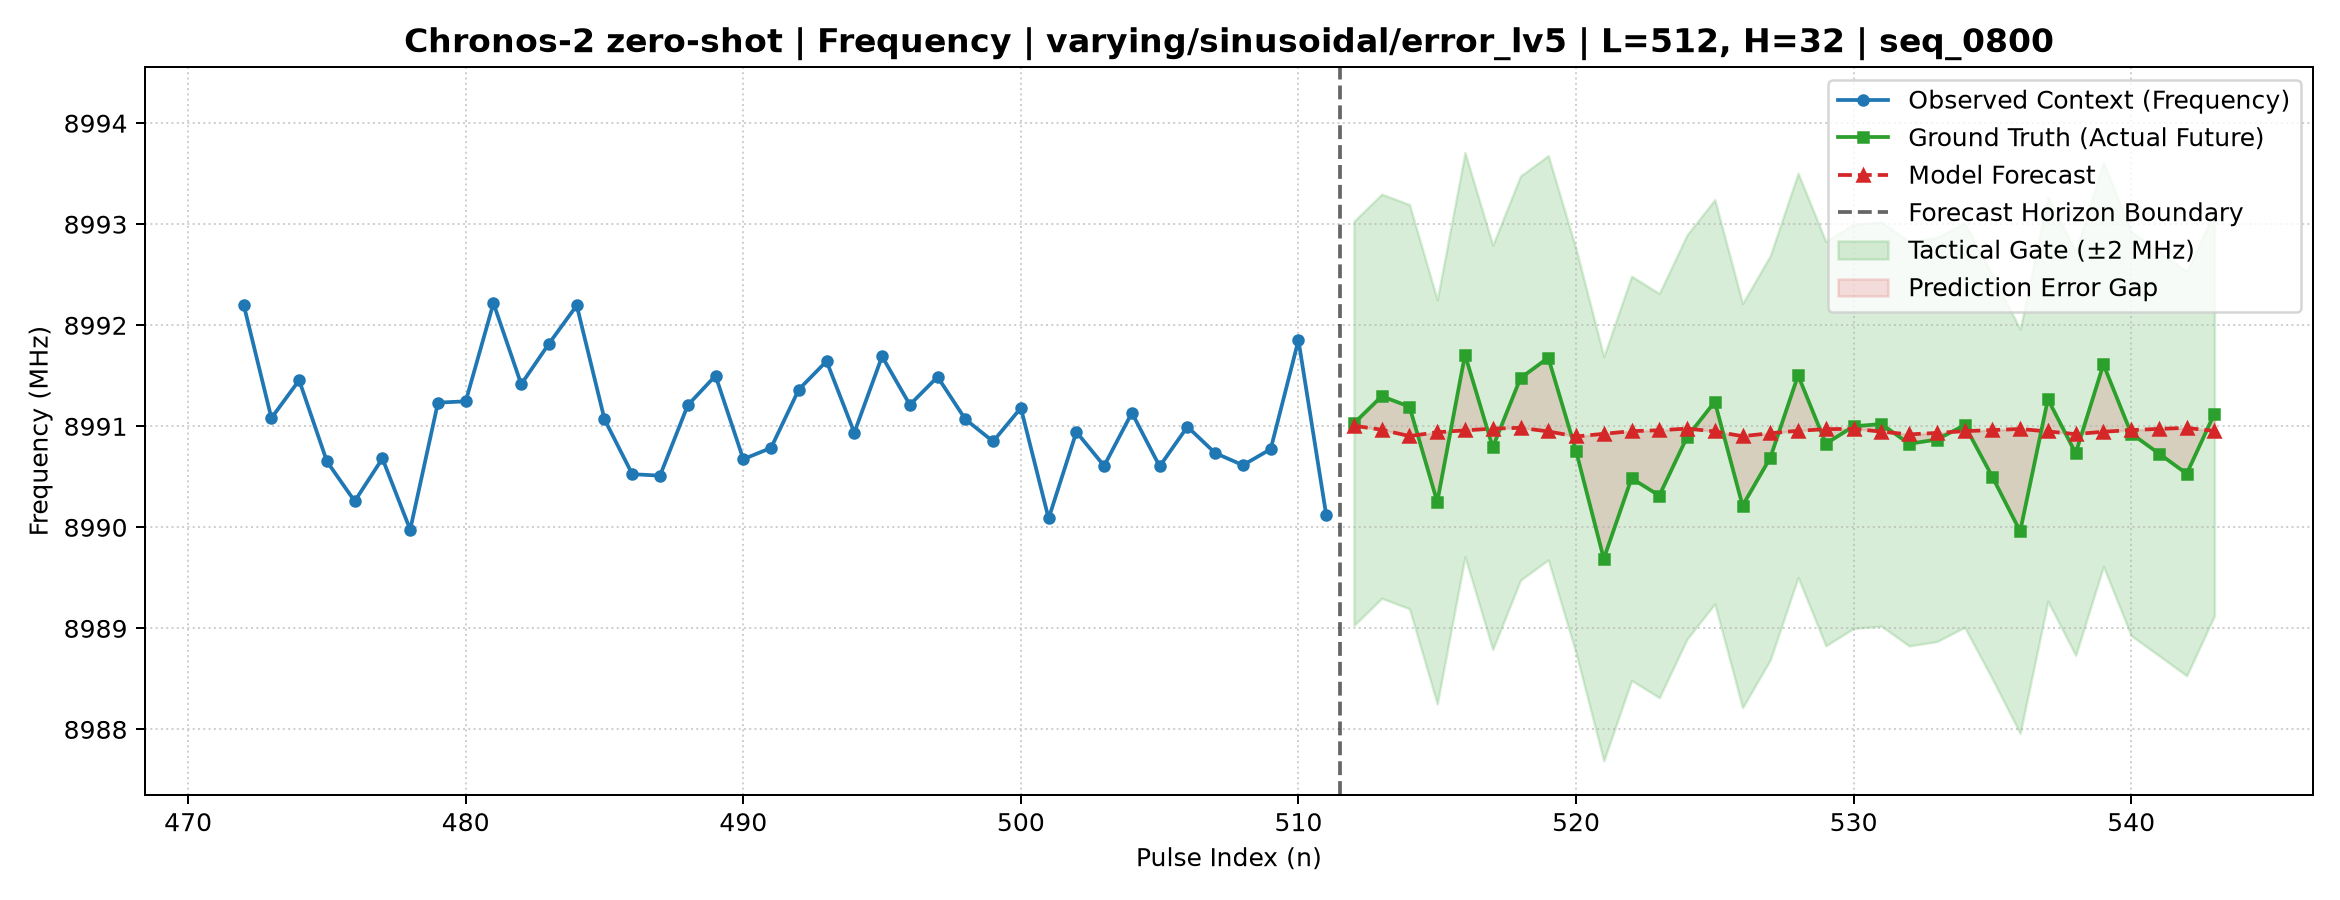 Chronos-2 zero-shot | Frequency | varying/sinusoidal/error_lv5 | L=512, H=32 | seq_0800
Observed Context (Frequency)
Ground Truth (Actual Future)
Model Forecast
Forecast Horizon Boundary
Tactical Gate (±2 MHz)
Prediction Error Gap
Frequency (MHz)
8994
8993
8992
8991
8990
8989
8988
470 480 490 500 510 520 530 540
Pulse Index (n)